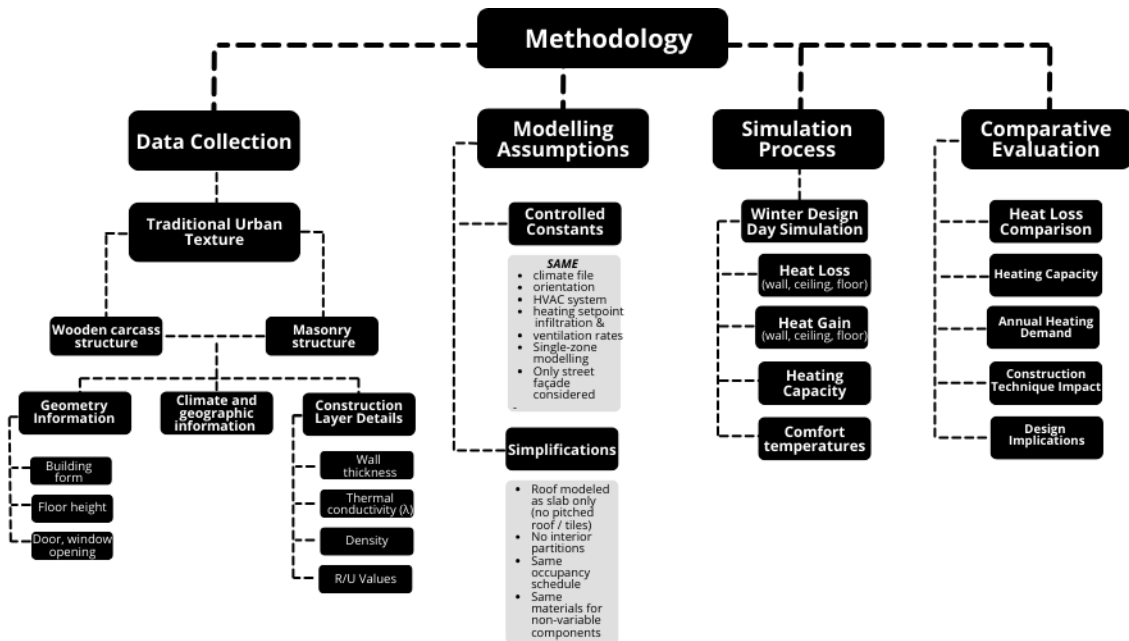 Methodology
Data Collection
Traditional Urban
Texture
Wooden carcass
structure
Masonry
structure
Geometry
Information
Climate and
geographic
information
Construction
Layer Details
Building
form
Floor height
Door, window
opening
Wall
thickness
Thermal
conductivity (λ)
Density
R/U Values
Modelling
Assumptions
Controlled
Constants
SAME
• climate file
• orientation
• HVAC system
• heating setpoint
infiltration &
• ventilation rates
• Single-zone
modelling
• Only street
façade
considered
-
Simplifications
• Roof modeled
as slab only
(no pitched
roof / tiles)
• No interior
partitions
• Same
occupancy
schedule
• Same
materials for
non-variable
components
Simulation
Process
Winter Design
Day Simulation
Heat Loss
(wall, ceiling, floor)
Heat Gain
(wall, ceiling, floor)
Heating
Capacity
Comfort
temperatures
Comparative
Evaluation
Heat Loss
Comparison
Heating Capacity
Annual Heating
Demand
Construction
Technique Impact
Design
Implications